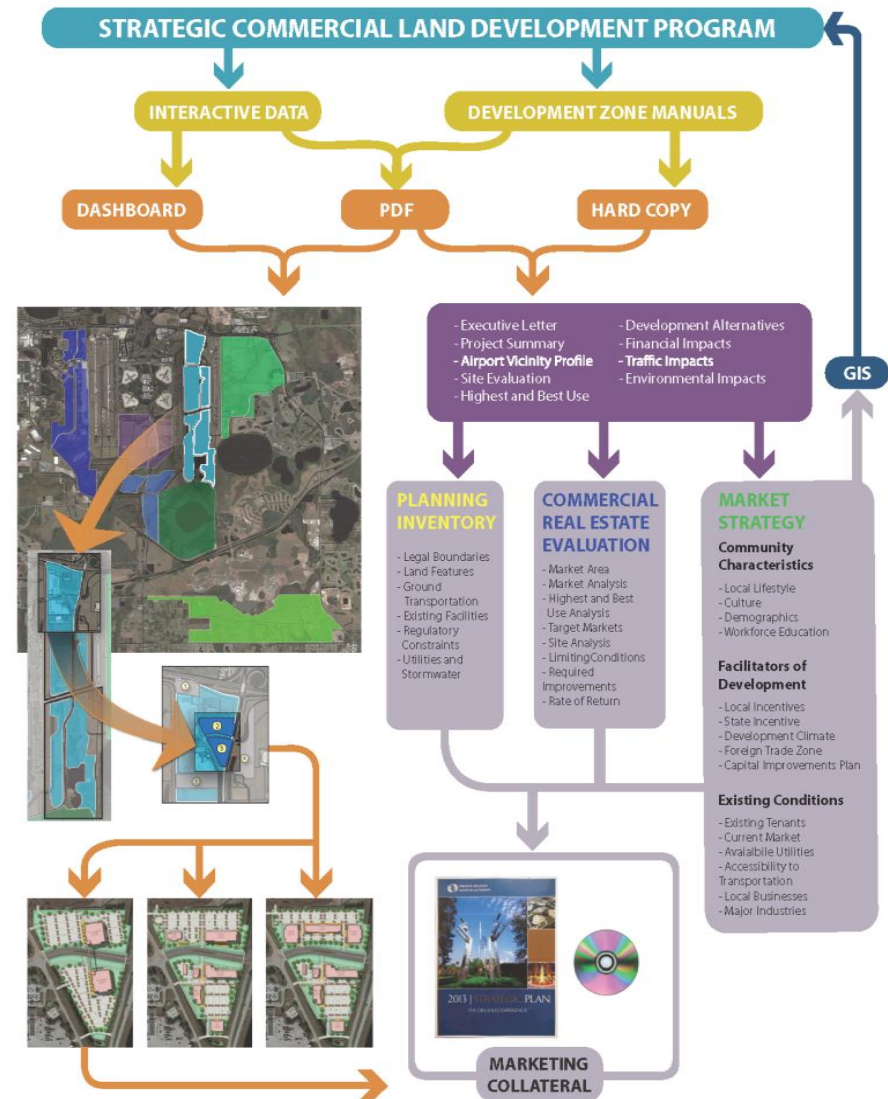 STRATEGIC COMMERCIAL LAND DEVELOPMENT PROGRAM
INTERACTIVE DATA
DEVELOPMENT ZONE MANUALS
DASHBOARD
PDF
HARD COPY
- Executive Letter
- Project Summary
- Airport Vicinity Profile
- Site Evaluation
- Highest and Best Use
- Development Alternatives
- Financial Impacts
- Traffic Impacts
- Environmental Impacts
GIS
PLANNING
INVENTORY
- Legal Boundaries
- Land Features
- Ground
Transportation
- Existing Facilities
- Regulatory
Constraints
- Utilities and
Stormwater
COMMERCIAL
REAL ESTATE
EVALUATION
- Market Area
- Market Analysis
- Highest and Best
Use Analysis
- Target Markets
- Site Analysis
- LimitingConditions
- Required
Improvements
- Rate of Return
MARKET
STRATEGY
Community
Characteristics
- Local Lifestyle
- Culture
- Demographics
- Workforce Education
Facilitators of
Development
- Local Incentives
- State Incentive
- Development Climate
- Foreign Trade Zone
- Capital Improvements Plan
Existing Conditions
- Existing Tenants
- Current Market
- Avaialbile Utilities
- Accessibility to
Transportation
- Local Businesses
- Major Industries
1
2
3
2013 | STRATEGIC PLAN
THE ORLANDO EXPERIENCE
MARKETING
COLLATERAL